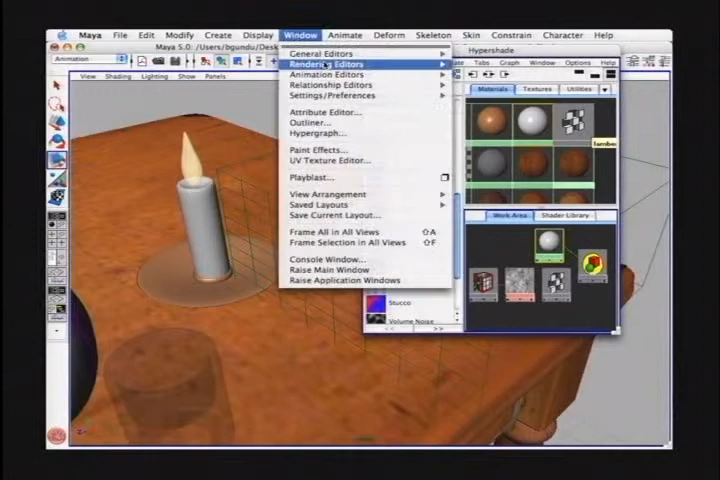 Maya File Edit Modify Create Display Window Animate Deform Skeleton Skin Constrain Character Help
Maya 5.0: /Users/bgundu/Desk
Hypershade
Animation
Tabs Graph Window Options Help
View Shading Lighting Show Panels
General Editors
Rendering Editors
Animation Editors
Relationship Editors
Settings/Preferences
Attribute Editor...
Outliner...
Hypergraph...
Paint Effects...
UV Texture Editor...
Playblast...
View Arrangement
Saved Layouts
Save Current Layout...
Frame All in All Views ⇧A
Frame Selection in All Views ⇧F
Console Window...
Raise Main Window
Raise Application Windows
Materials Textures Utilities
lamber
Work Area Shader Library
Stucco
Volume Noise
<< >>